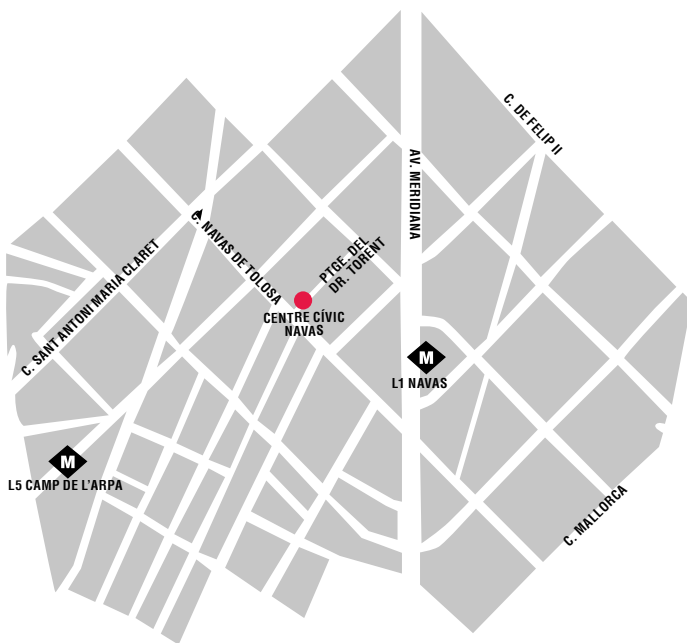 C. DE FELIP II
AV. MERIDIANA
C. NAVAS DE TOLOSA
PTGE. DEL
DR. TORENT
C. SANT ANTONI MARIA CLARET
CENTRE CÍVIC
NAVAS
M
L1 NAVAS
M
L5 CAMP DE L'ARPA
C. MALLORCA